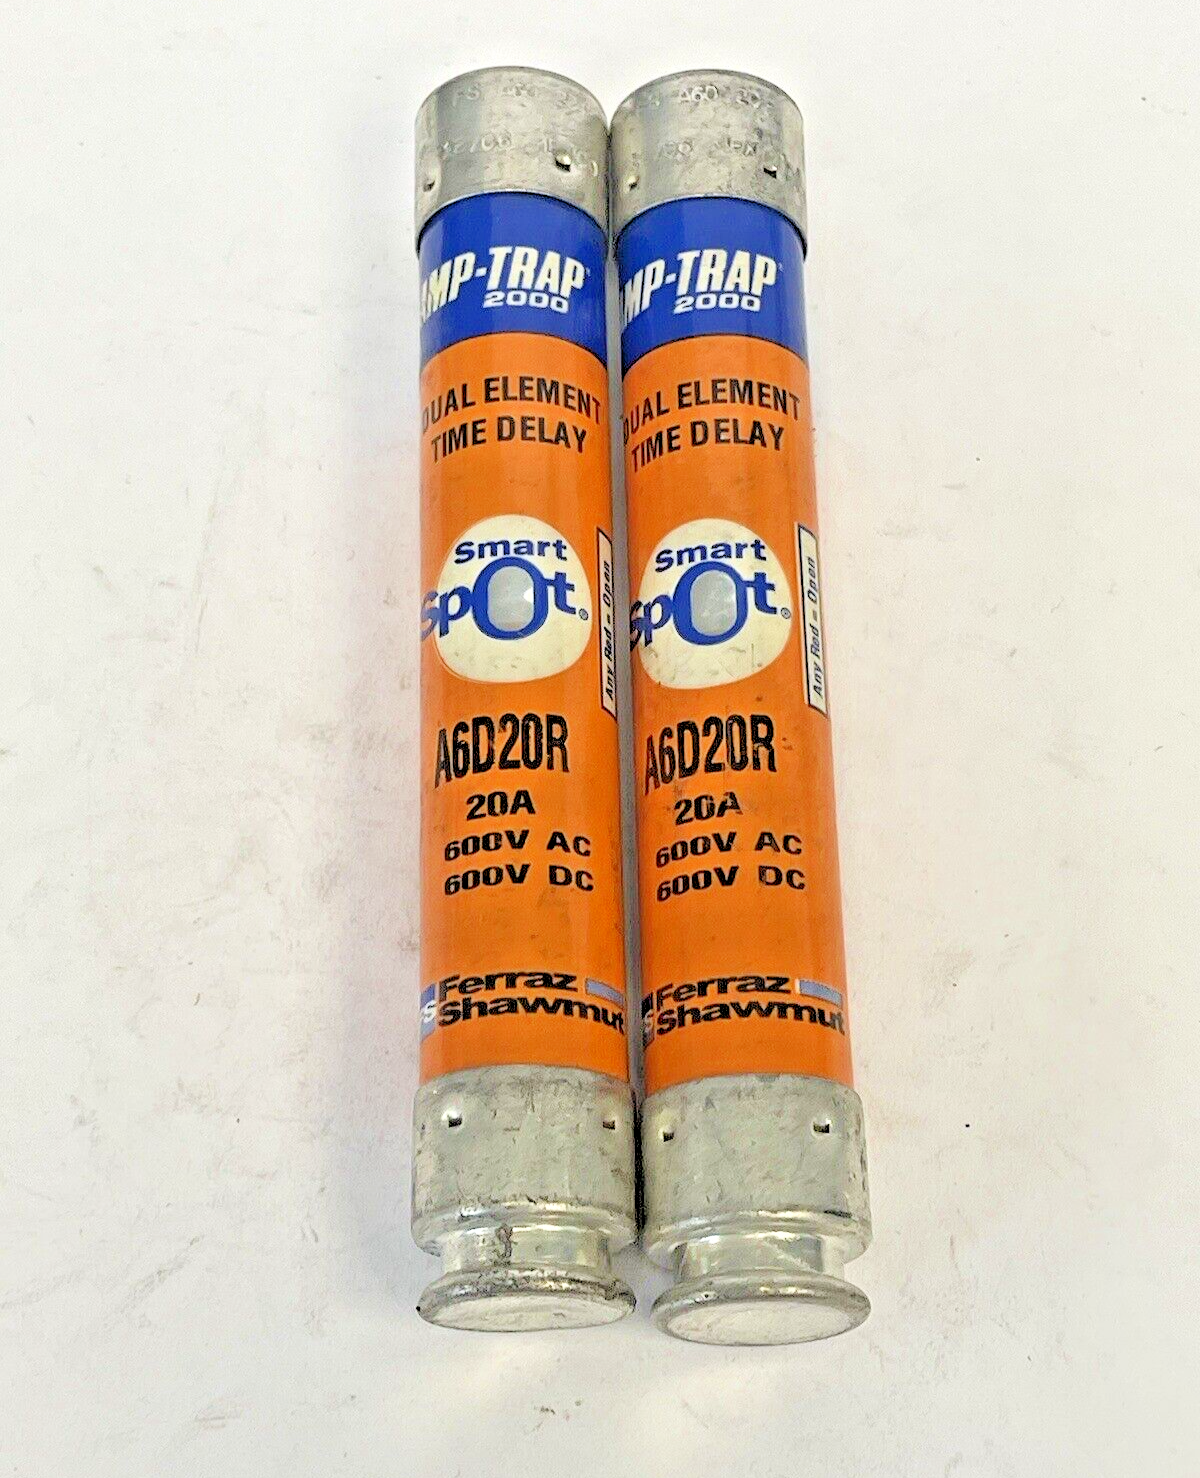 AMP-TRAP
2000
DUAL ELEMENT
TIME DELAY
Smart
Spot®
Any Red = Open
A6D20R
20A
600V AC
600V DC
Ferraz
Shawmut
A6D
AMP-TRAP
2000
DUAL ELEMENT
TIME DELAY
Smart
Spot®
Any Red = Open
A6D20R
20A
600V AC
600V DC
Ferraz
Shawmut